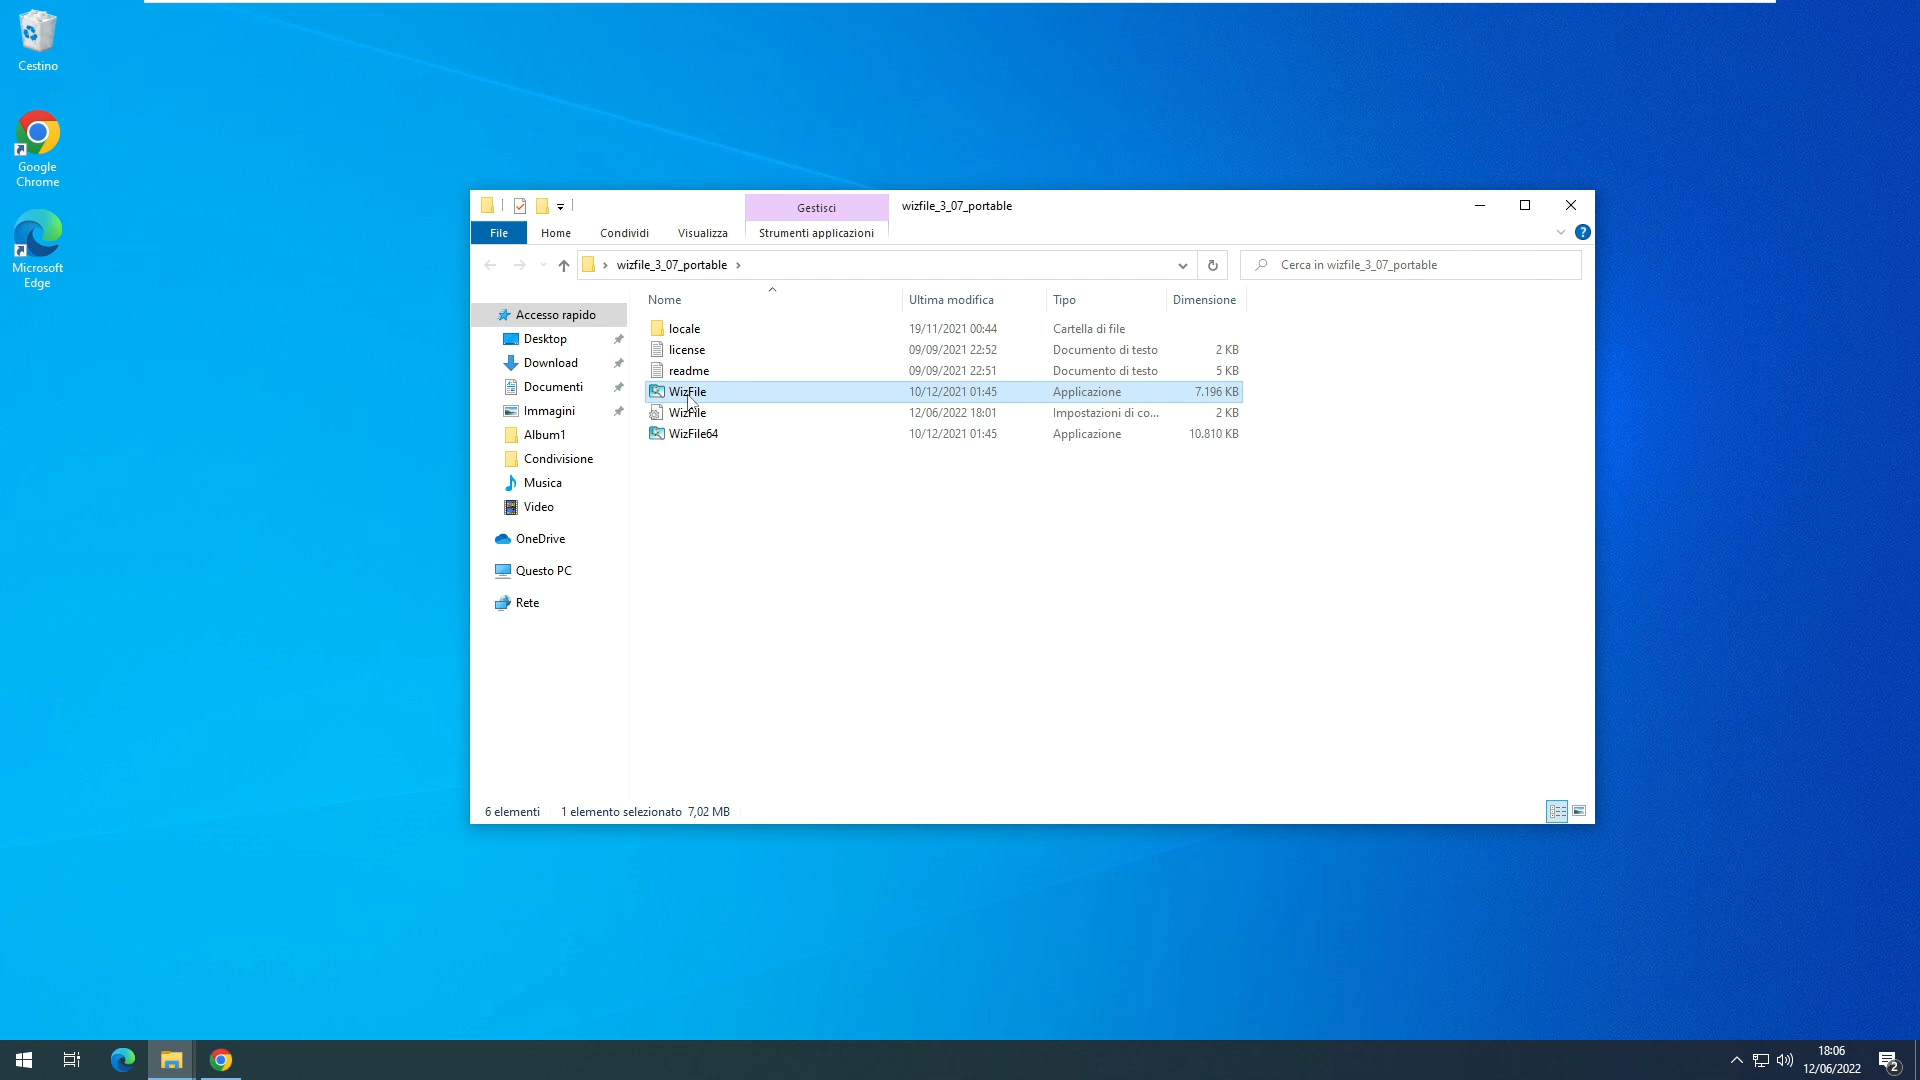 Cestino
Google
Chrome
Microsoft
Edge
Gestisci
wizfile_3_07_portable
File
Home
Condividi
Visualizza
Strumenti applicazioni
?
wizfile_3_07_portable
Cerca in wizfile_3_07_portable
Accesso rapido
Desktop
Download
Documenti
Immagini
Album1
Condivisione
Musica
Video
OneDrive
Questo PC
Rete
Nome Ultima modifica Tipo Dimensione
locale 19/11/2021 00:44 Cartella di file
license 09/09/2021 22:52 Documento di testo 2 KB
readme 09/09/2021 22:51 Documento di testo 5 KB
WizFile 10/12/2021 01:45 Applicazione 7.196 KB
WizFile 12/06/2022 18:01 Impostazioni di co... 2 KB
WizFile64 10/12/2021 01:45 Applicazione 10.810 KB
6 elementi 1 elemento selezionato 7,02 MB
18:06
12/06/2022
2